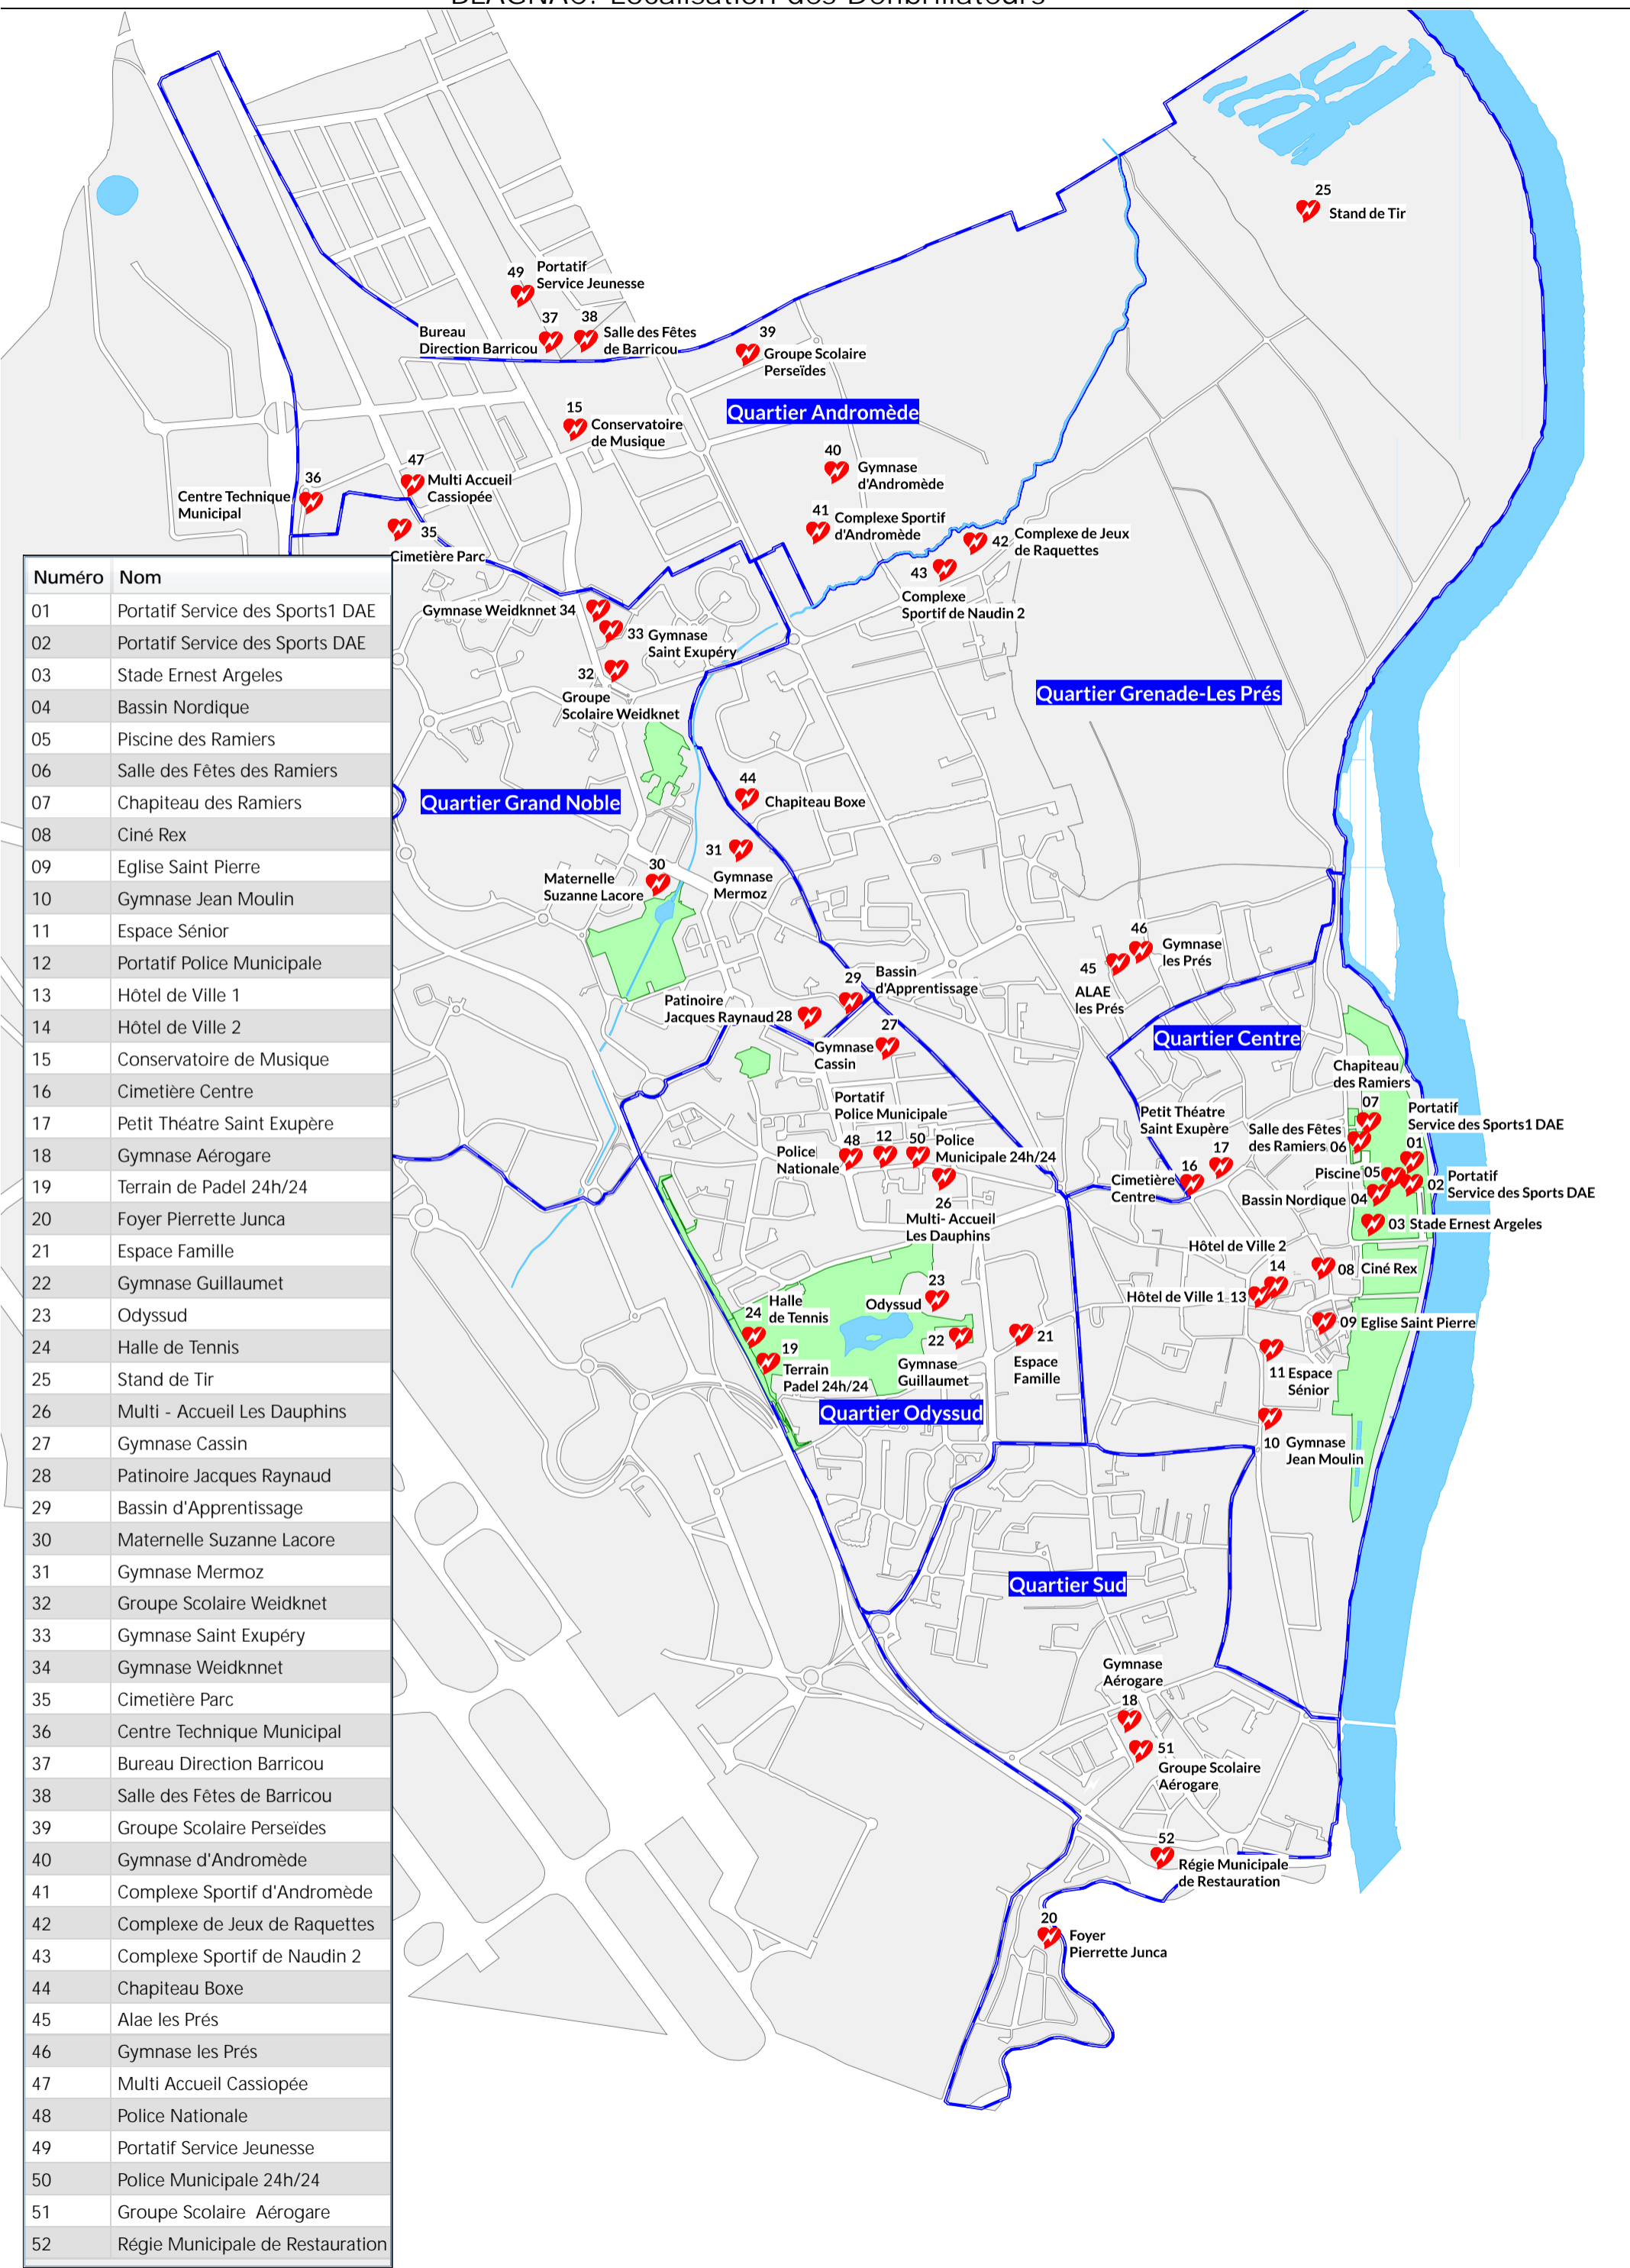 BLAGNAC: Localisation des Défibrillateurs
25
Stand de Tir
49
Portatif
Service Jeunesse
37
38
Bureau
Direction Barricou
Salle des Fêtes
de Barricou
39
Groupe Scolaire
Perseïdes
Quartier Andromède
15
Conservatoire
de Musique
40
Gymnase
d'Andromède
47
Multi Accueil
Cassiopée
36
Centre Technique
Municipal
41
Complexe Sportif
d'Andromède
35
Cimetière Parc
42
Complexe de Jeux
de Raquettes
43
Complexe
Sportif de Naudin 2
Gymnase Weidknnet 34
33 Gymnase
Saint Exupéry
32
Groupe
Scolaire Weidknet
Quartier Grenade-Les Prés
Quartier Grand Noble
44
Chapiteau Boxe
31
Gymnase
Mermoz
30
Maternelle
Suzanne Lacore
46
Gymnase
les Prés
45
ALAE
les Prés
29
Bassin
d'Apprentissage
Patinoire
Jacques Raynaud 28
27
Gymnase
Cassin
Quartier Centre
Chapiteau
des Ramiers
07
Portatif
Service des Sports1 DAE
01
Petit Théatre
Saint Exupère
17
Salle des Fêtes
des Ramiers 06
Portatif
Police Municipale
48
12
50
Police
Municipale 24h/24
Police
Nationale
16
Cimetière
Centre
Piscine 05
02
Portatif
Service des Sports DAE
Bassin Nordique 04
03 Stade Ernest Argeles
26
Multi- Accueil
Les Dauphins
Hôtel de Ville 2
14
08 Ciné Rex
Hôtel de Ville 1 13
23
Odyssud
24
Halle
de Tennis
19
Terrain
Padel 24h/24
22
Gymnase
Guillaumet
21
Espace
Famille
09 Eglise Saint Pierre
11 Espace
Sénior
Quartier Odyssud
10 Gymnase
Jean Moulin
Quartier Sud
Gymnase
Aérogare
18
51
Groupe Scolaire
Aérogare
52
Régie Municipale
de Restauration
20
Foyer
Pierrette Junca
Numéro Nom
01 Portatif Service des Sports1 DAE
02 Portatif Service des Sports DAE
03 Stade Ernest Argeles
04 Bassin Nordique
05 Piscine des Ramiers
06 Salle des Fêtes des Ramiers
07 Chapiteau des Ramiers
08 Ciné Rex
09 Eglise Saint Pierre
10 Gymnase Jean Moulin
11 Espace Sénior
12 Portatif Police Municipale
13 Hôtel de Ville 1
14 Hôtel de Ville 2
15 Conservatoire de Musique
16 Cimetière Centre
17 Petit Théatre Saint Exupère
18 Gymnase Aérogare
19 Terrain de Padel 24h/24
20 Foyer Pierrette Junca
21 Espace Famille
22 Gymnase Guillaumet
23 Odyssud
24 Halle de Tennis
25 Stand de Tir
26 Multi - Accueil Les Dauphins
27 Gymnase Cassin
28 Patinoire Jacques Raynaud
29 Bassin d'Apprentissage
30 Maternelle Suzanne Lacore
31 Gymnase Mermoz
32 Groupe Scolaire Weidknet
33 Gymnase Saint Exupéry
34 Gymnase Weidknnet
35 Cimetière Parc
36 Centre Technique Municipal
37 Bureau Direction Barricou
38 Salle des Fêtes de Barricou
39 Groupe Scolaire Perseïdes
40 Gymnase d'Andromède
41 Complexe Sportif d'Andromède
42 Complexe de Jeux de Raquettes
43 Complexe Sportif de Naudin 2
44 Chapiteau Boxe
45 Alae les Prés
46 Gymnase les Prés
47 Multi Accueil Cassiopée
48 Police Nationale
49 Portatif Service Jeunesse
50 Police Municipale 24h/24
51 Groupe Scolaire Aérogare
52 Régie Municipale de Restauration